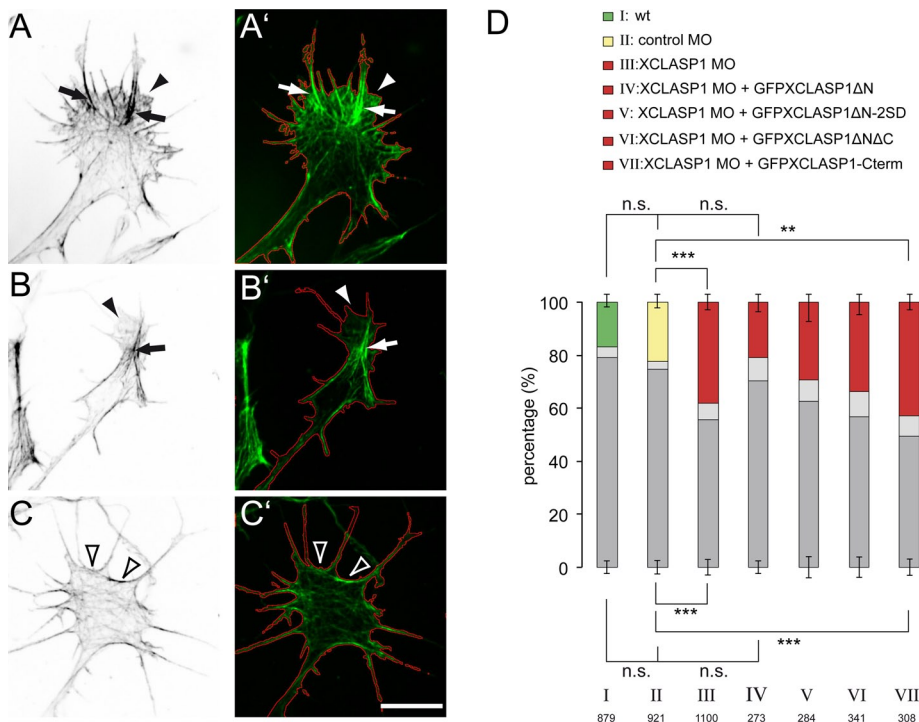 A
A'
B
B'
C
C'
D
I: wt
II: control MO
III:XCLASP1 MO
IV:XCLASP1 MO + GFPXCLASP1ΔN
V: XCLASP1 MO + GFPXCLASP1ΔN-2SD
VI:XCLASP1 MO + GFPXCLASP1ΔNΔC
VII:XCLASP1 MO + GFPXCLASP1-Cterm
n.s. n.s.
**
***
100
80
60
40
20
0
percentage (%)
***
***
n.s. n.s.
I II III IV V VI VII
879 921 1100 273 284 341 308